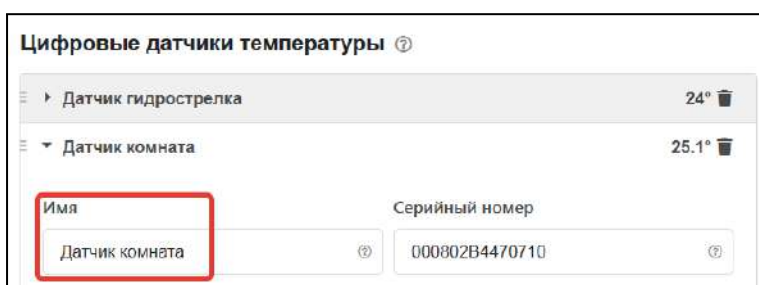 Цифровые датчики температуры
Датчик гидрострелка 24°
Датчик комната 25.1°
Имя Серийный номер
Датчик комната 000802B4470710